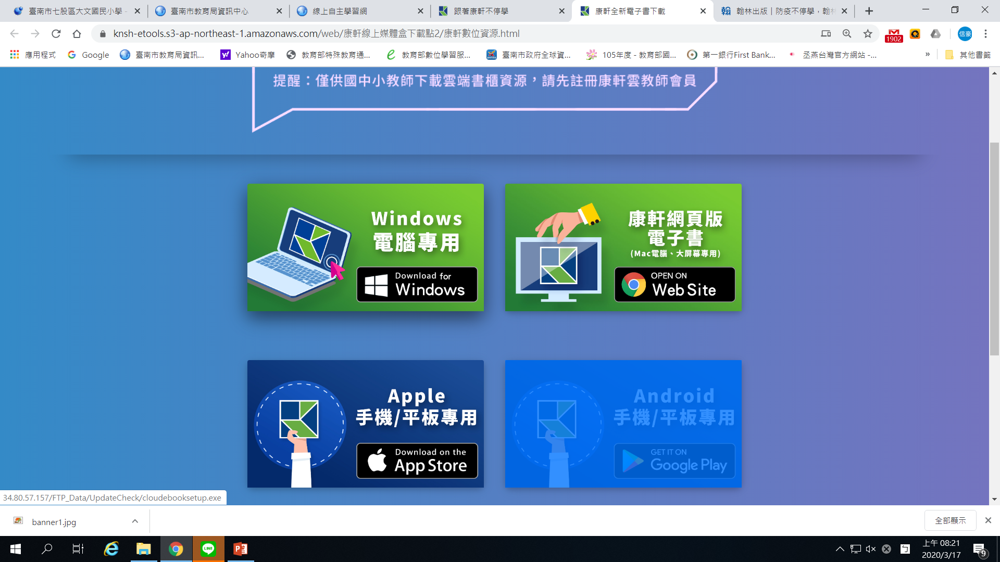 臺南市七股區大文國民小學 -
臺南市教育局資訊中心
線上自主學習網
跟著康軒不停學
康軒全新電子書下載
翰林出版 | 防疫不停學，翰林
knsh-etools.s3-ap-northeast-1.amazonaws.com/web/康軒線上媒體盒下載點2/康軒數位資源.html
1902
信豪
應用程式
Google
臺南市教育局資訊...
Yahoo奇摩
教育部特殊教育通...
教育部數位學習服...
臺南市政府全球資...
105年度 - 教育部國...
第一銀行First Bank...
丞燕台灣官方網站 -...
»
其他書籤
提醒：僅供國中小教師下載雲端書櫃資源，請先註冊康軒雲教師會員
Windows
電腦專用
Download for
Windows
康軒網頁版
電子書
(Mac電腦、大屏幕專用)
OPEN ON
Web Site
Apple
手機/平板專用
Download on the
App Store
Android
手機/平板專用
GET IT ON
Google Play
34.80.57.157/FTP_Data/UpdateCheck/cloudebooksetup.exe
banner1.jpg
全部顯示
LINE
ㄅ
上午 08:21
2020/3/17
9